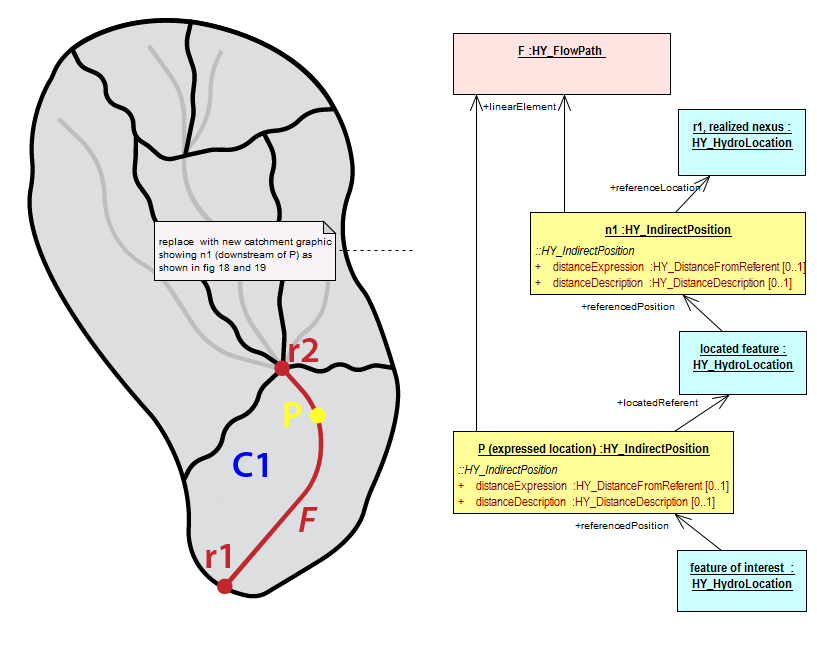 replace with new catchment graphic
showing n1 (downstream of P) as
shown in fig 18 and 19
r2
P
C1
F
r1
F :HY_FlowPath
+linearElement
r1, realized nexus :
HY_HydroLocation
+referenceLocation
n1 :HY_IndirectPosition
::HY_IndirectPosition
+ distanceExpression :HY_DistanceFromReferent [0..1]
+ distanceDescription :HY_DistanceDescription [0..1]
+referencedPosition
located feature :
HY_HydroLocation
+locatedReferent
P (expressed location) :HY_IndirectPosition
::HY_IndirectPosition
+ distanceExpression :HY_DistanceFromReferent [0..1]
+ distanceDescription :HY_DistanceDescription [0..1]
+referencedPosition
feature of interest :
HY_HydroLocation